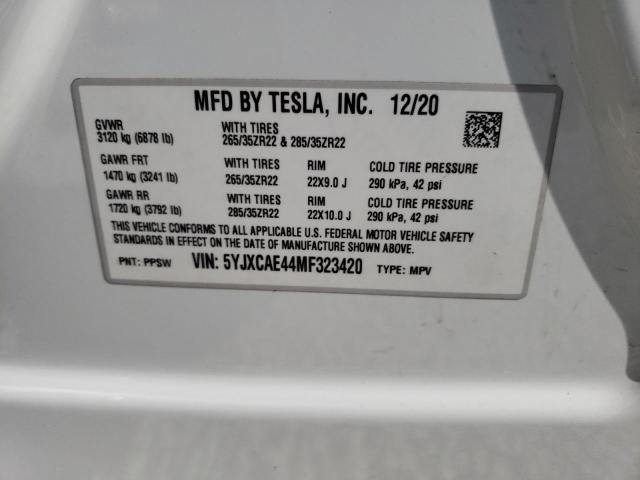 MFD BY TESLA, INC. 12/20
GVWR WITH TIRES
3120 kg (6878 lb) 265/35ZR22 & 285/35ZR22
GAWR FRT WITH TIRES RIM COLD TIRE PRESSURE
1470 kg (3241 lb) 265/35ZR22 22X9.0 J 290 kPa, 42 psi
GAWR RR WITH TIRES RIM COLD TIRE PRESSURE
1720 kg (3792 lb) 285/35ZR22 22X10.0 J 290 kPa, 42 psi
THIS VEHICLE CONFORMS TO ALL APPLICABLE U.S. FEDERAL MOTOR VEHICLE SAFETY
STANDARDS IN EFFECT ON THE DATE OF MANUFACTURE SHOWN ABOVE.
PNT: PPSW VIN: 5YJXCAE44MF323420 TYPE: MPV